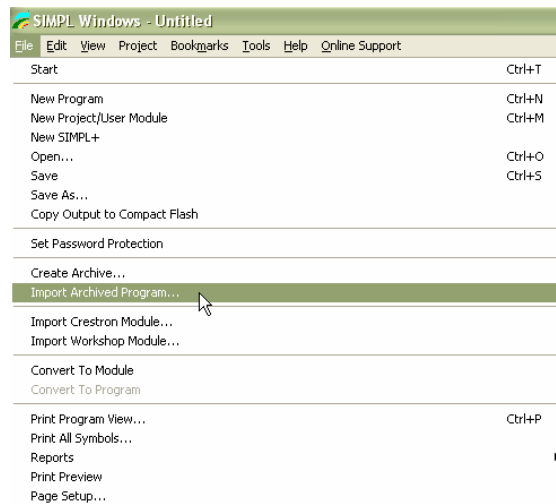 SIMPL Windows - Untitled
File Edit View Project Bookmarks Tools Help Online Support
Start Ctrl+T
New Program Ctrl+N
New Project/User Module Ctrl+M
New SIMPL+
Open... Ctrl+O
Save Ctrl+S
Save As...
Copy Output to Compact Flash
Set Password Protection
Create Archive...
Import Archived Program...
Import Crestron Module...
Import Workshop Module...
Convert To Module
Convert To Program
Print Program View... Ctrl+P
Print All Symbols...
Reports
Print Preview
Page Setup...